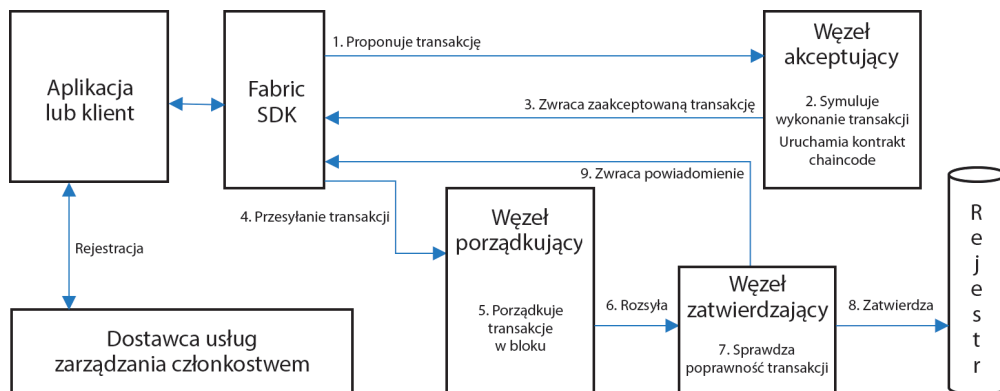 Aplikacja
lub klient
Fabric
SDK
1. Proponuje transakcję
Węzeł
akceptujący
2. Symuluje
wykonanie transakcji
Uruchamia kontrakt
chaincode
3. Zwraca zaakceptowaną transakcję
9. Zwraca powiadomienie
4. Przesyłanie transakcji
Rejestracja
Węzeł
porządkujący
5. Porządkuje
transakcje
w bloku
6. Rozsyła
Węzeł
zatwierdzający
7. Sprawdza
poprawność transakcji
8. Zatwierdza
Rejestr
Dostawca usług
zarządzania członkostwem